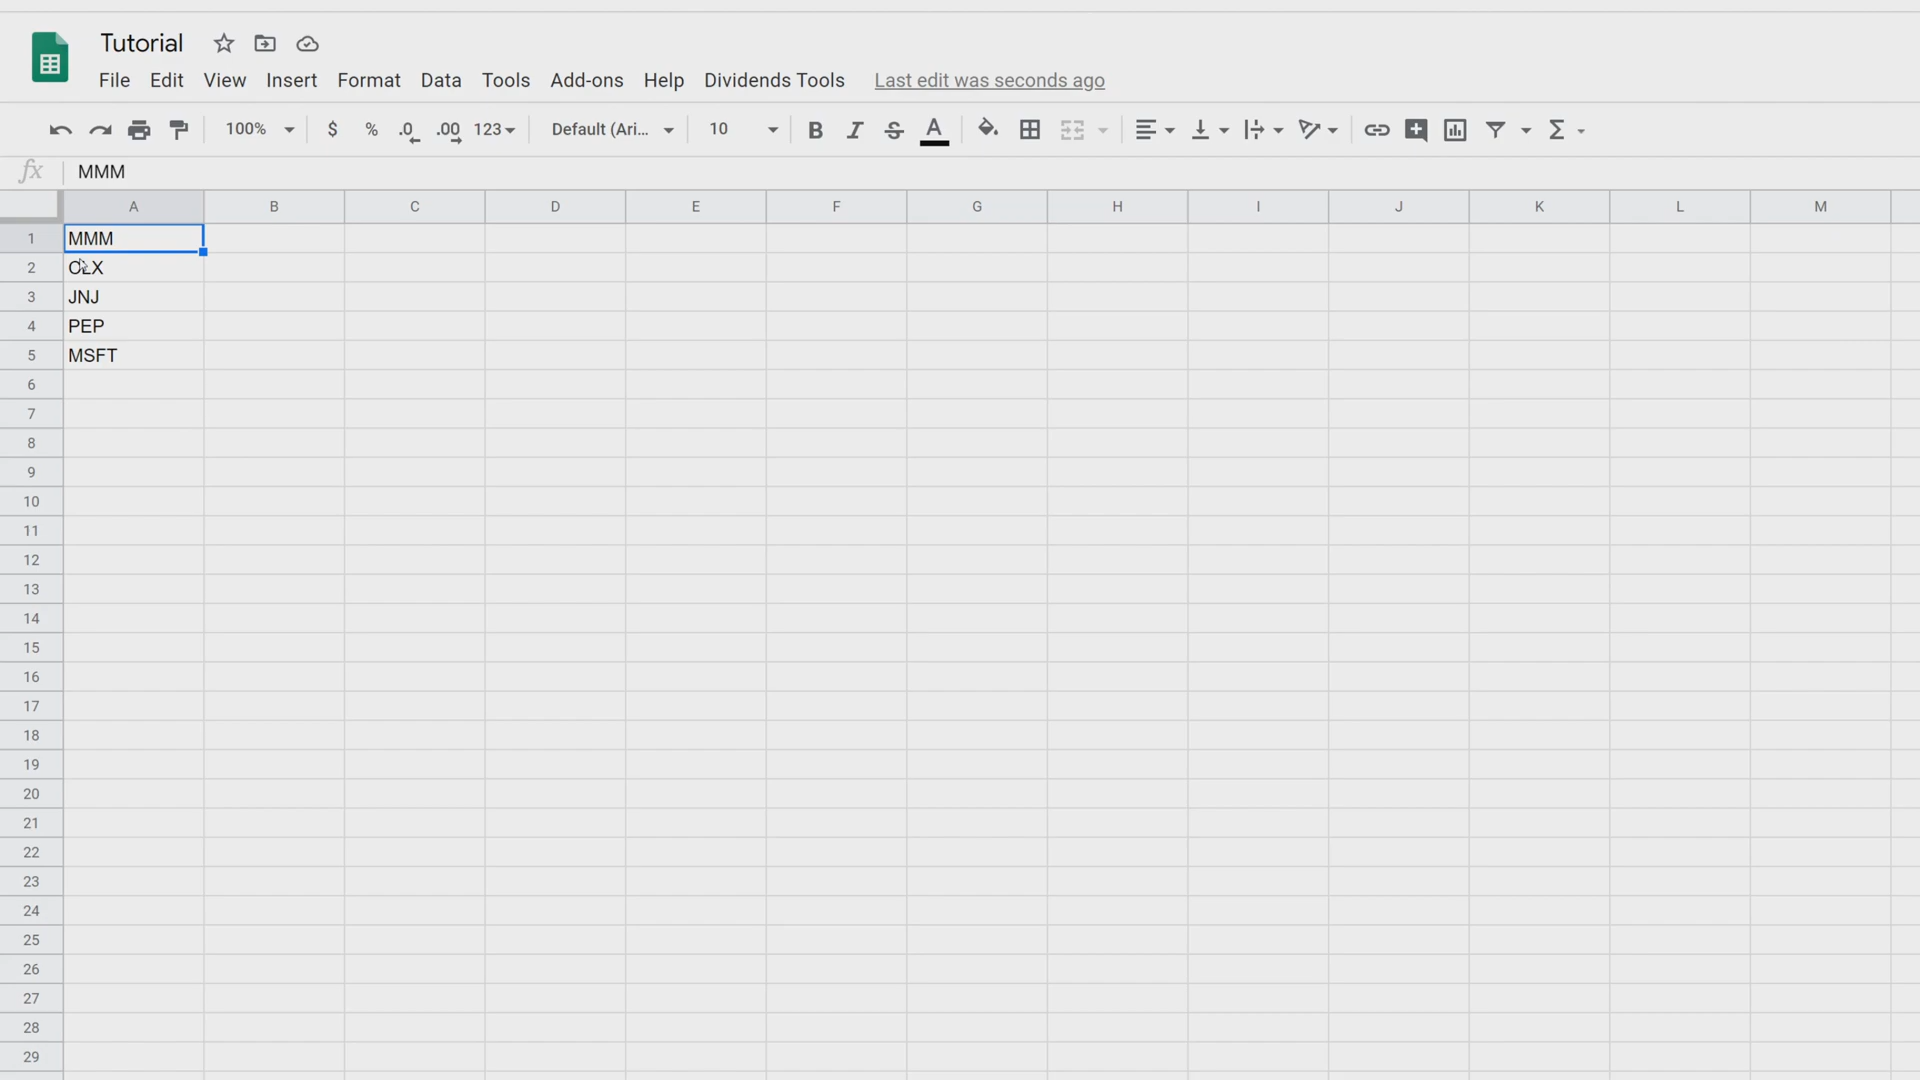 Tutorial
File Edit View Insert Format Data Tools Add-ons Help Dividends Tools Last edit was seconds ago
100% $ % .0 .00 123 Default (Ari... 10 B I S A Σ
fx MMM
A B C D E F G H I J K L M
1 MMM
2 CLX
3 JNJ
4 PEP
5 MSFT
6
7
8
9
10
11
12
13
14
15
16
17
18
19
20
21
22
23
24
25
26
27
28
29